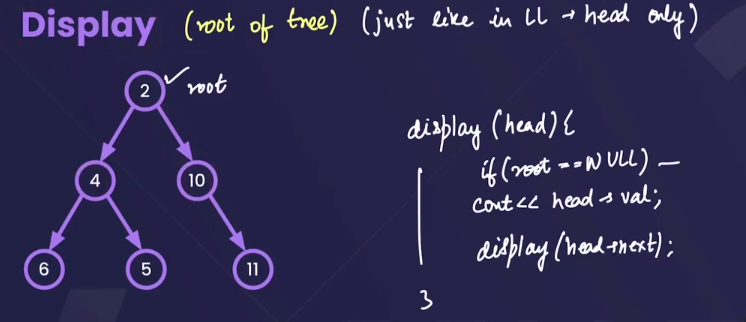 Display (root of tree) (just like in LL → head only)
2 root
4 10
6 5 11
display (head) {
if (root == NULL) —
cout << head → val;
display (head→next);
}